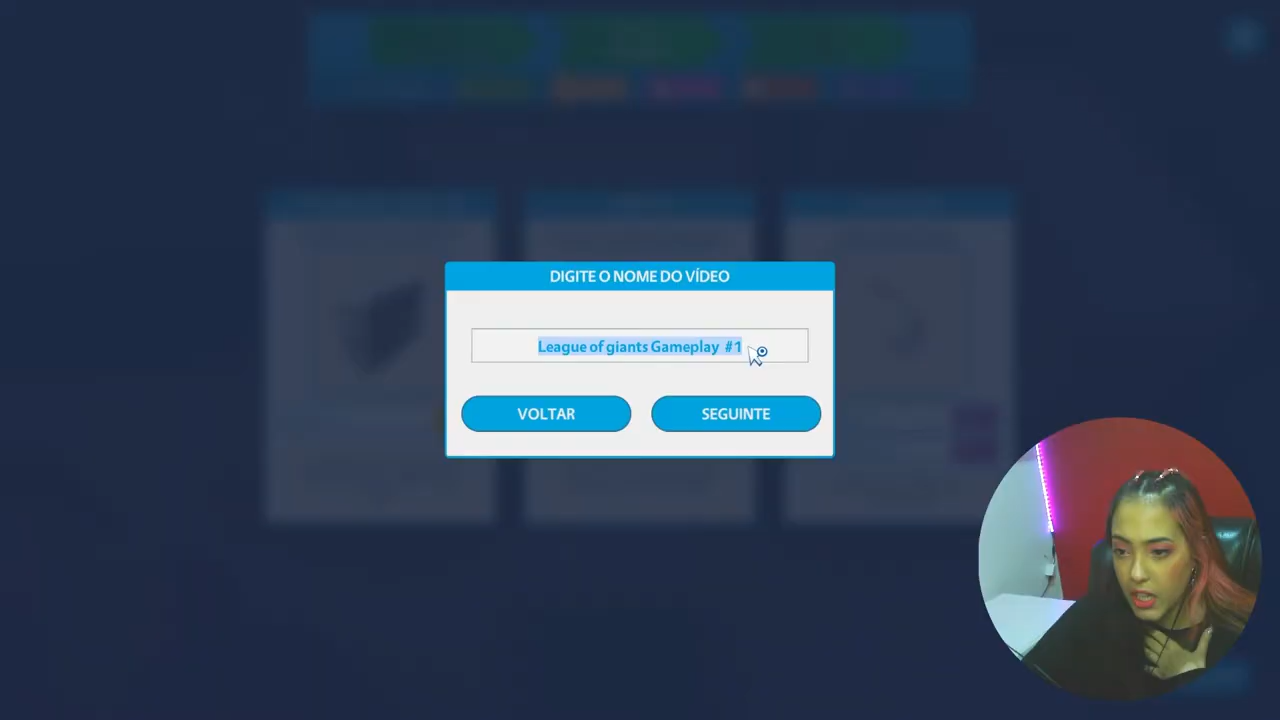 DIGITE O NOME DO VÍDEO
League of giants Gameplay #1
VOLTAR
SEGUINTE